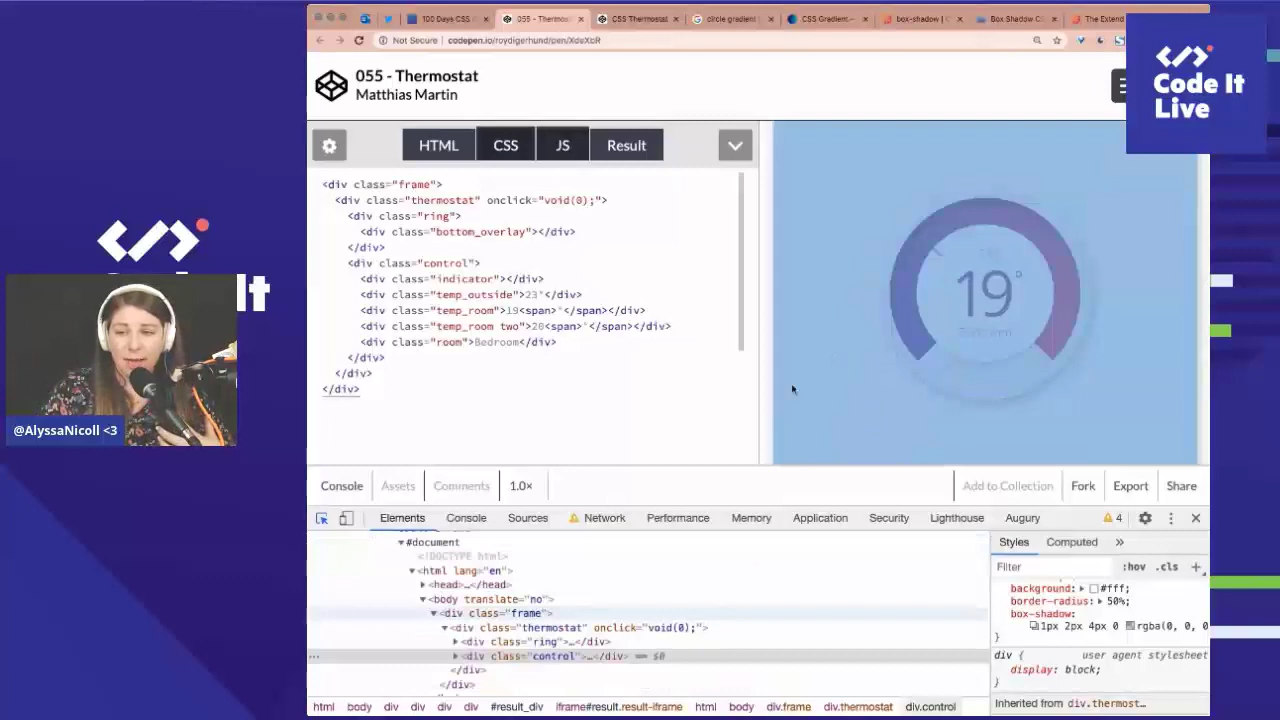 100 Days CSS
055 - Thermos
CSS Thermostat
circle gradient
CSS Gradient
box-shadow |
Box Shadow C
The Extend
Not Secure | codepen.io/roydigerhund/pen/XdeXbR
055 - Thermostat
Matthias Martin
Code It
Live
HTML
CSS
JS
Result
<div class="frame">
<div class="thermostat" onclick="void(0);">
<div class="ring">
<div class="bottom_overlay"></div>
</div>
<div class="control">
<div class="indicator"></div>
<div class="temp_outside">23°</div>
<div class="temp_room">19<span>°</span></div>
<div class="temp_room two">20<span>°</span></div>
<div class="room">Bedroom</div>
</div>
</div>
</div>
19°
Bedroom
@AlyssaNicoll <3
Console
Assets
Comments
1.0×
Add to Collection
Fork
Export
Share
Elements
Console
Sources
Network
Performance
Memory
Application
Security
Lighthouse
Augury
4
#document
<!DOCTYPE html>
<html lang="en">
<head>…</head>
<body translate="no">
<div class="frame">
<div class="thermostat" onclick="void(0);">
<div class="ring">…</div>
<div class="control">…</div> == $0
</div>
</div>
html body div div div #result_div iframe#result.result-iframe html body div.frame div.thermostat div.control
Styles
Computed
»
Filter
:hov .cls +
background: #fff;
border-radius: 50%;
box-shadow:
1px 2px 4px 0 rgba(0, 0, 0
}
div { user agent stylesheet
display: block;
}
Inherited from div.thermost…